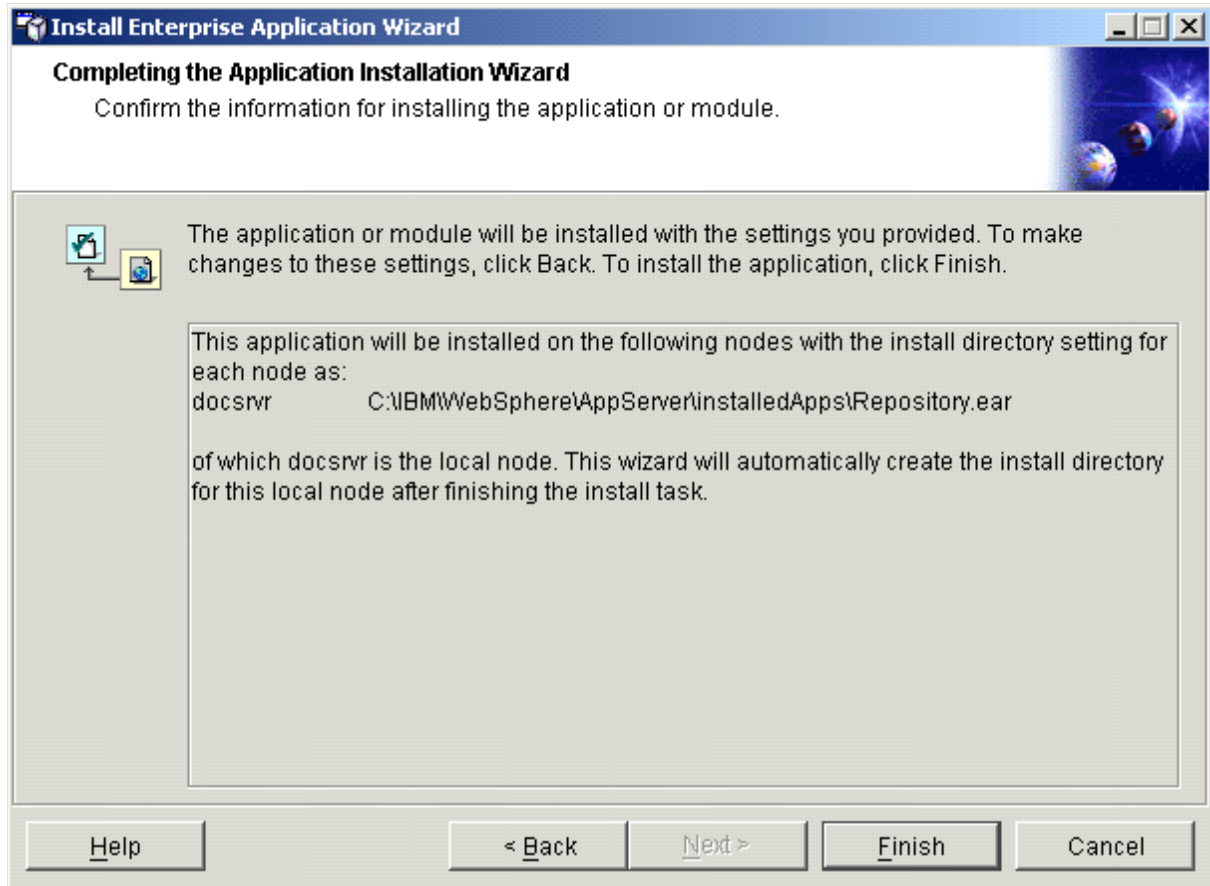 Install Enterprise Application Wizard
Completing the Application Installation Wizard
Confirm the information for installing the application or module.
The application or module will be installed with the settings you provided. To make
changes to these settings, click Back. To install the application, click Finish.
This application will be installed on the following nodes with the install directory setting for
each node as:
docsrvr C:\IBM\WebSphere\AppServer\installedApps\Repository.ear
of which docsrvr is the local node. This wizard will automatically create the install directory
for this local node after finishing the install task.
Help < Back Next > Finish Cancel